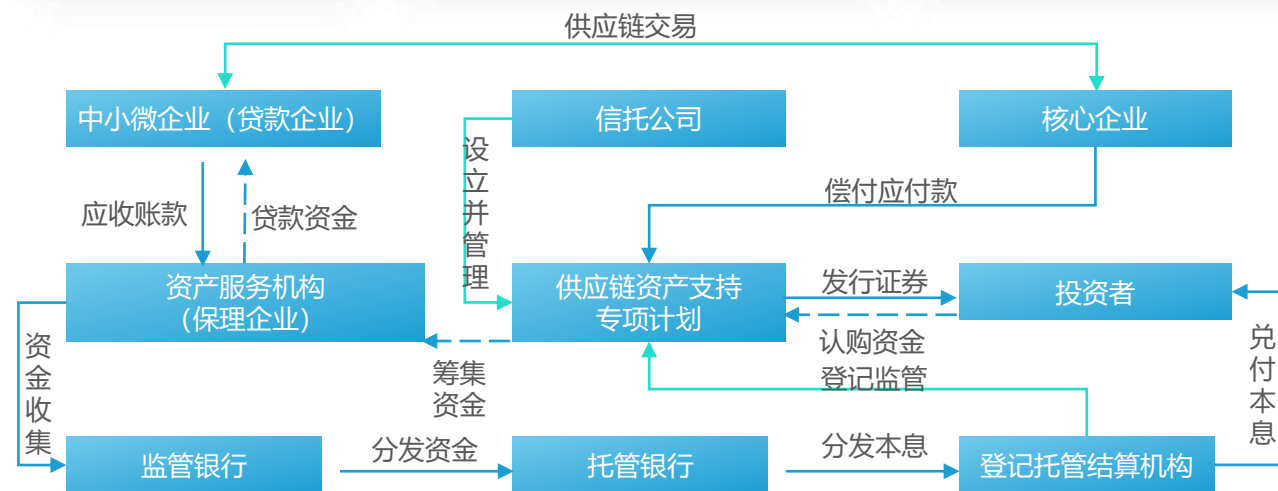 供应链交易
中小微企业（贷款企业）
信托公司
核心企业
设立并管理
偿付应付款
应收账款
贷款资金
资产服务机构
（保理企业）
供应链资产支持
专项计划
发行证券
投资者
认购资金
登记监管
筹集
资金
资金收集
兑付本息
监管银行
分发资金
托管银行
分发本息
登记托管结算机构